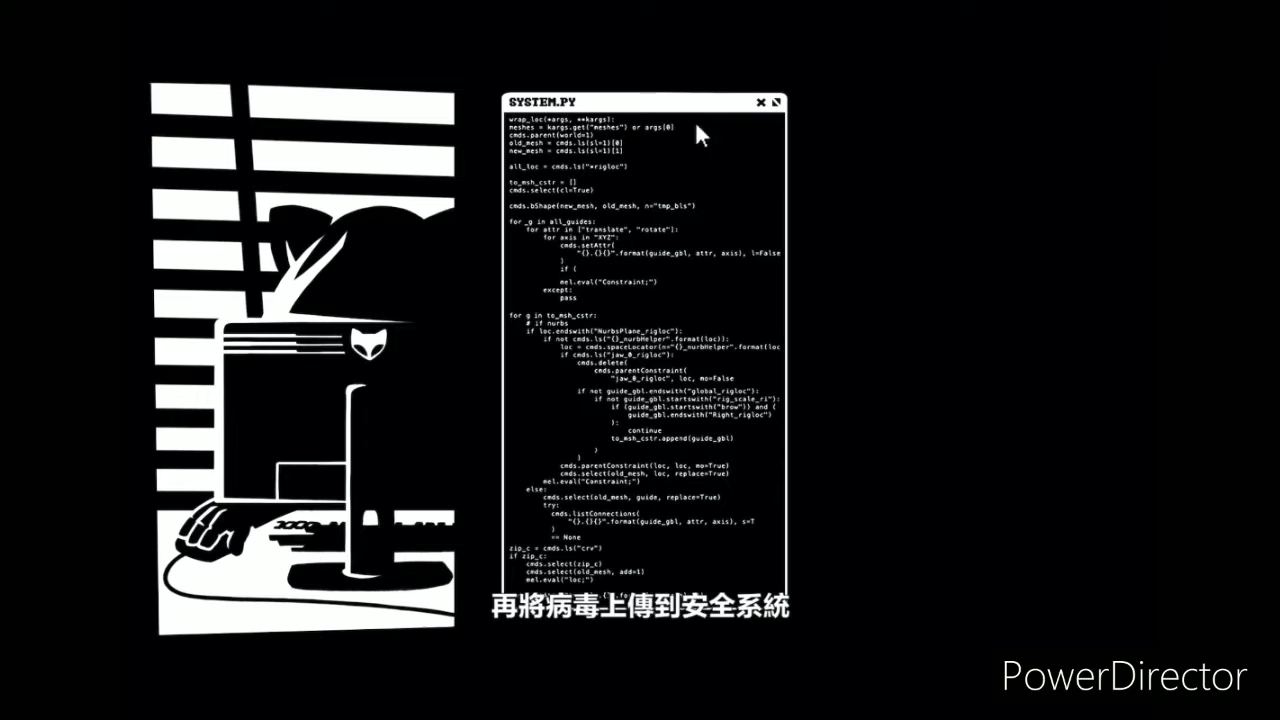 SYSTEM.PY
wrap_loc(*args, **kargs):
meshes = kargs.get("meshes") or args[0]
cmds.parent(world=1)
old_mesh = cmds.ls(sl=1)[0]
new_mesh = cmds.ls(sl=1)[1]
all_loc = cmds.ls("*rigloc")
to_msh_cstr = []
cmds.select(cl=True)
cmds.bShape(new_mesh, old_mesh, n="tmp_bls")
for _g in all_guides:
for attr in ["translate", "rotate"]:
for axis in "XYZ":
cmds.setAttr(
"{}.{}{}".format(guide_gbl, attr, axis), l=False
)
if (
mel.eval("Constraint;")
except:
pass
for g in to_msh_cstr:
# if nurbs
if loc.endswith("NurbsPlane_rigloc"):
if not cmds.ls("{}_nurbHelper".format(loc)):
loc = cmds.spaceLocator(n="{}_nurbHelper".format(loc
if cmds.ls("jaw_0_rigloc"):
cmds.delete(
cmds.parentConstraint(
"jaw_0_rigloc", loc, mo=False
if not guide_gbl.endswith("global_rigloc"):
if not guide_gbl.startswith("rig_scale_ri"):
if (guide_gbl.startswith("brow")) and (
guide_gbl.endswith("Right_rigloc")
):
continue
to_msh_cstr.append(guide_gbl)
)
)
cmds.parentConstraint(loc, loc, mo=True)
cmds.select(old_mesh, loc, replace=True)
mel.eval("Constraint;")
else:
cmds.select(old_mesh, guide, replace=True)
try:
cmds.listConnections(
"{}.{}{}".format(guide_gbl, attr, axis), s=T
)
== None
zip_c = cmds.ls("crv")
if zip_c:
cmds.select(zip_c)
cmds.select(old_mesh, add=1)
mel.eval("loc;")
再將病毒上傳到安全系統
PowerDirector